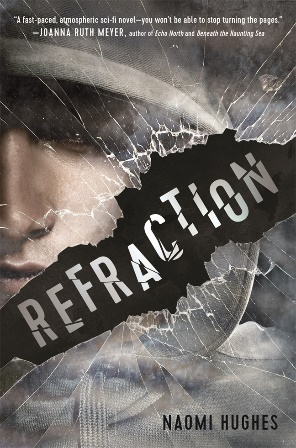 "A fast-paced, atmospheric sci-fi novel—you won't be able to stop turning the pages."
—JOANNA RUTH MEYER, author of Echo North and Beneath the Haunting Sea
REFRACTION
NAOMI HUGHES